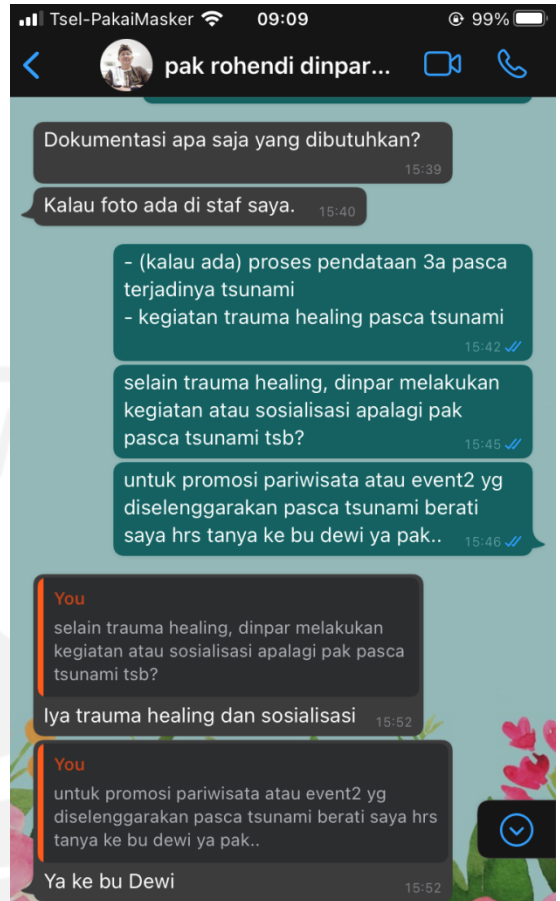 Tsel-PakaiMasker 09:09 99%
pak rohendi dinpar...
Dokumentasi apa saja yang dibutuhkan?
15:39
Kalau foto ada di staf saya. 15:40
- (kalau ada) proses pendataan 3a pasca
terjadinya tsunami
- kegiatan trauma healing pasca tsunami
15:42
selain trauma healing, dinpar melakukan
kegiatan atau sosialisasi apalagi pak
pasca tsunami tsb? 15:45
untuk promosi pariwisata atau event2 yg
diselenggarakan pasca tsunami berati
saya hrs tanya ke bu dewi ya pak.. 15:46
You
selain trauma healing, dinpar melakukan
kegiatan atau sosialisasi apalagi pak pasca
tsunami tsb?
Iya trauma healing dan sosialisasi 15:52
You
untuk promosi pariwisata atau event2 yg
diselenggarakan pasca tsunami berati saya hrs
tanya ke bu dewi ya pak..
Ya ke bu Dewi 15:52